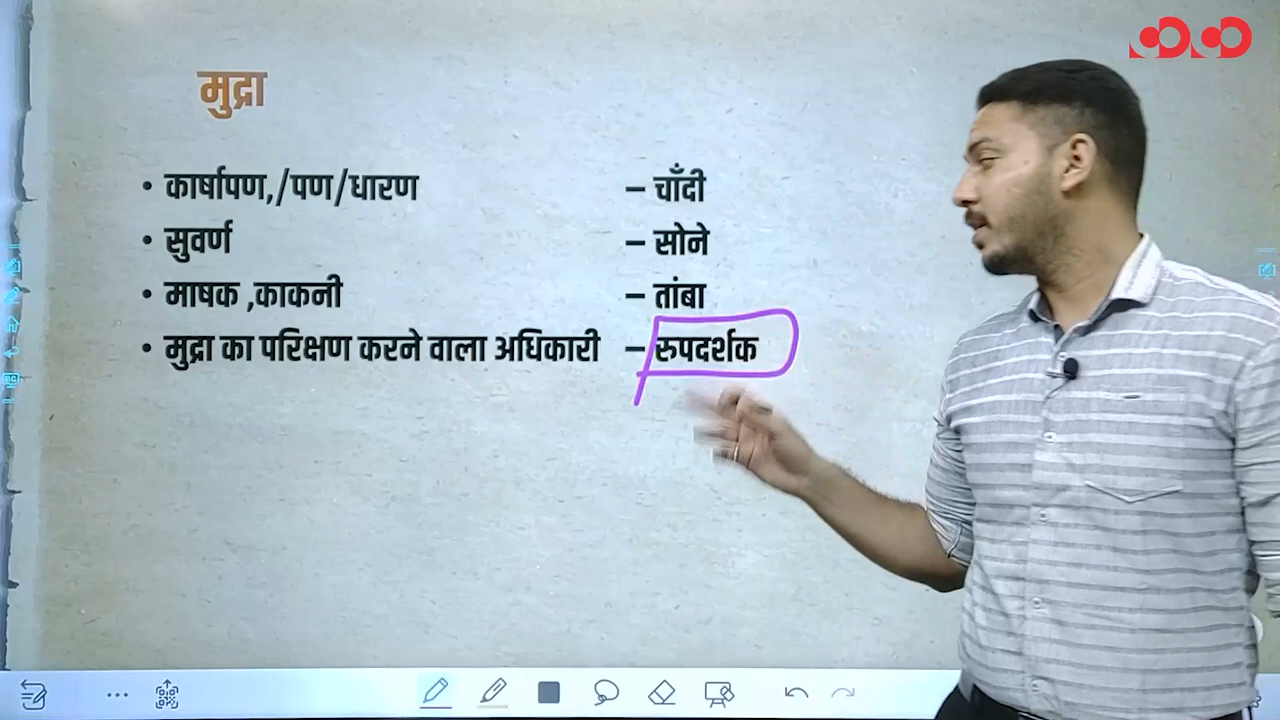 मुद्रा
• कार्षापण,/पण/धारण – चाँदी
• सुवर्ण – सोने
• माषक ,काकनी – तांबा
• मुद्रा का परिक्षण करने वाला अधिकारी – रुपदर्शक